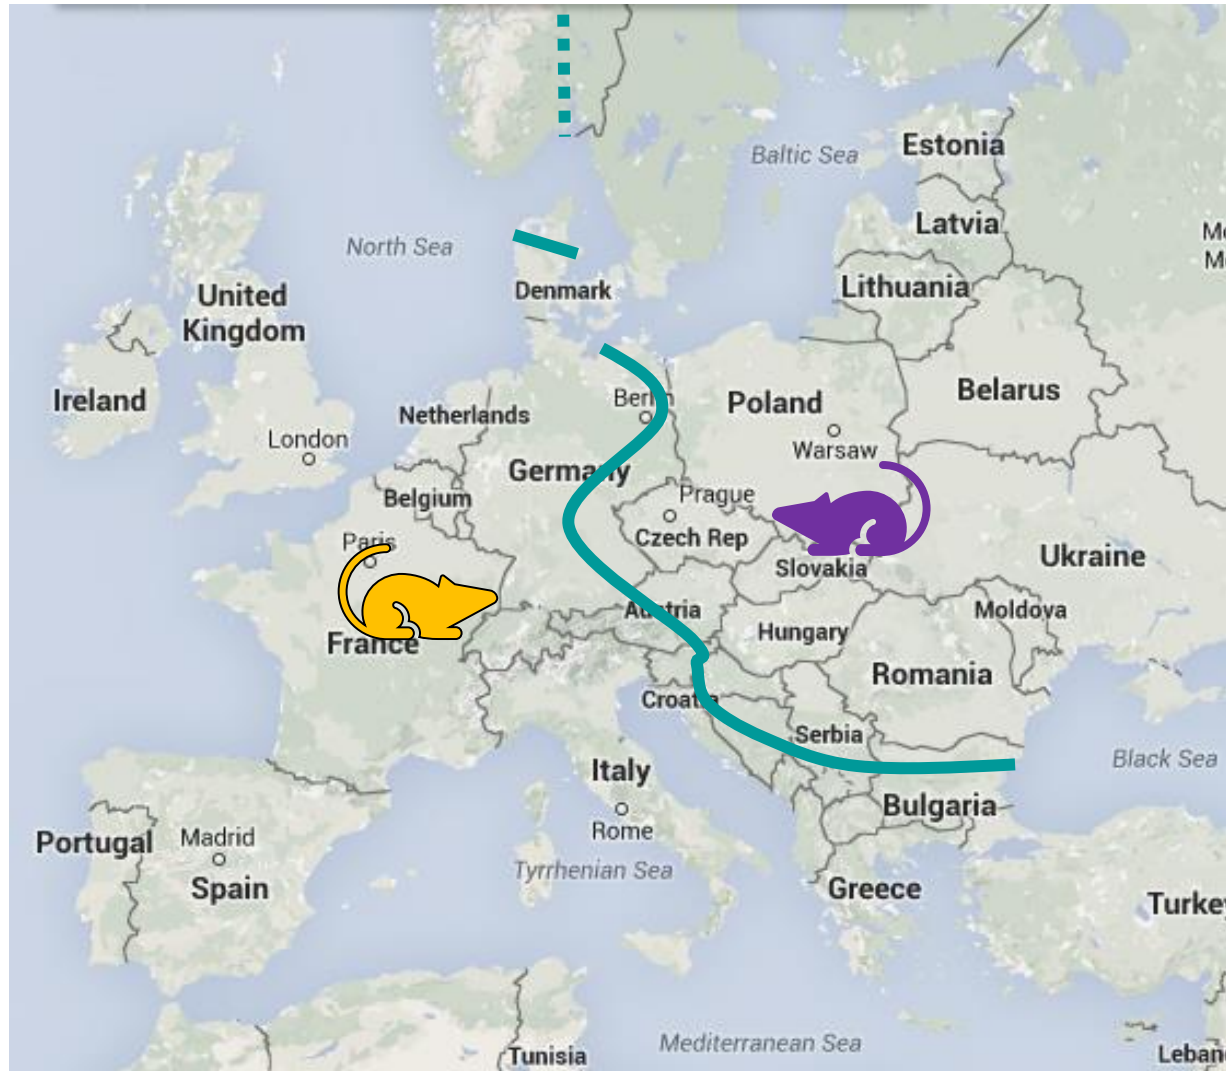 Estonia
Baltic Sea
Latvia
North Sea
Lithuania
Denmark
United
Kingdom
Belarus
Ireland
Berlin
Poland
Netherlands
London
Warsaw
Germany
Belgium
Prague
Czech Rep
Paris
Ukraine
Slovakia
Austria
Moldova
Hungary
France
Romania
Croatia
Serbia
Black Sea
Italy
Bulgaria
Rome
Portugal
Madrid
Tyrrhenian Sea
Spain
Greece
Turkey
Mediterranean Sea
Tunisia
Leban